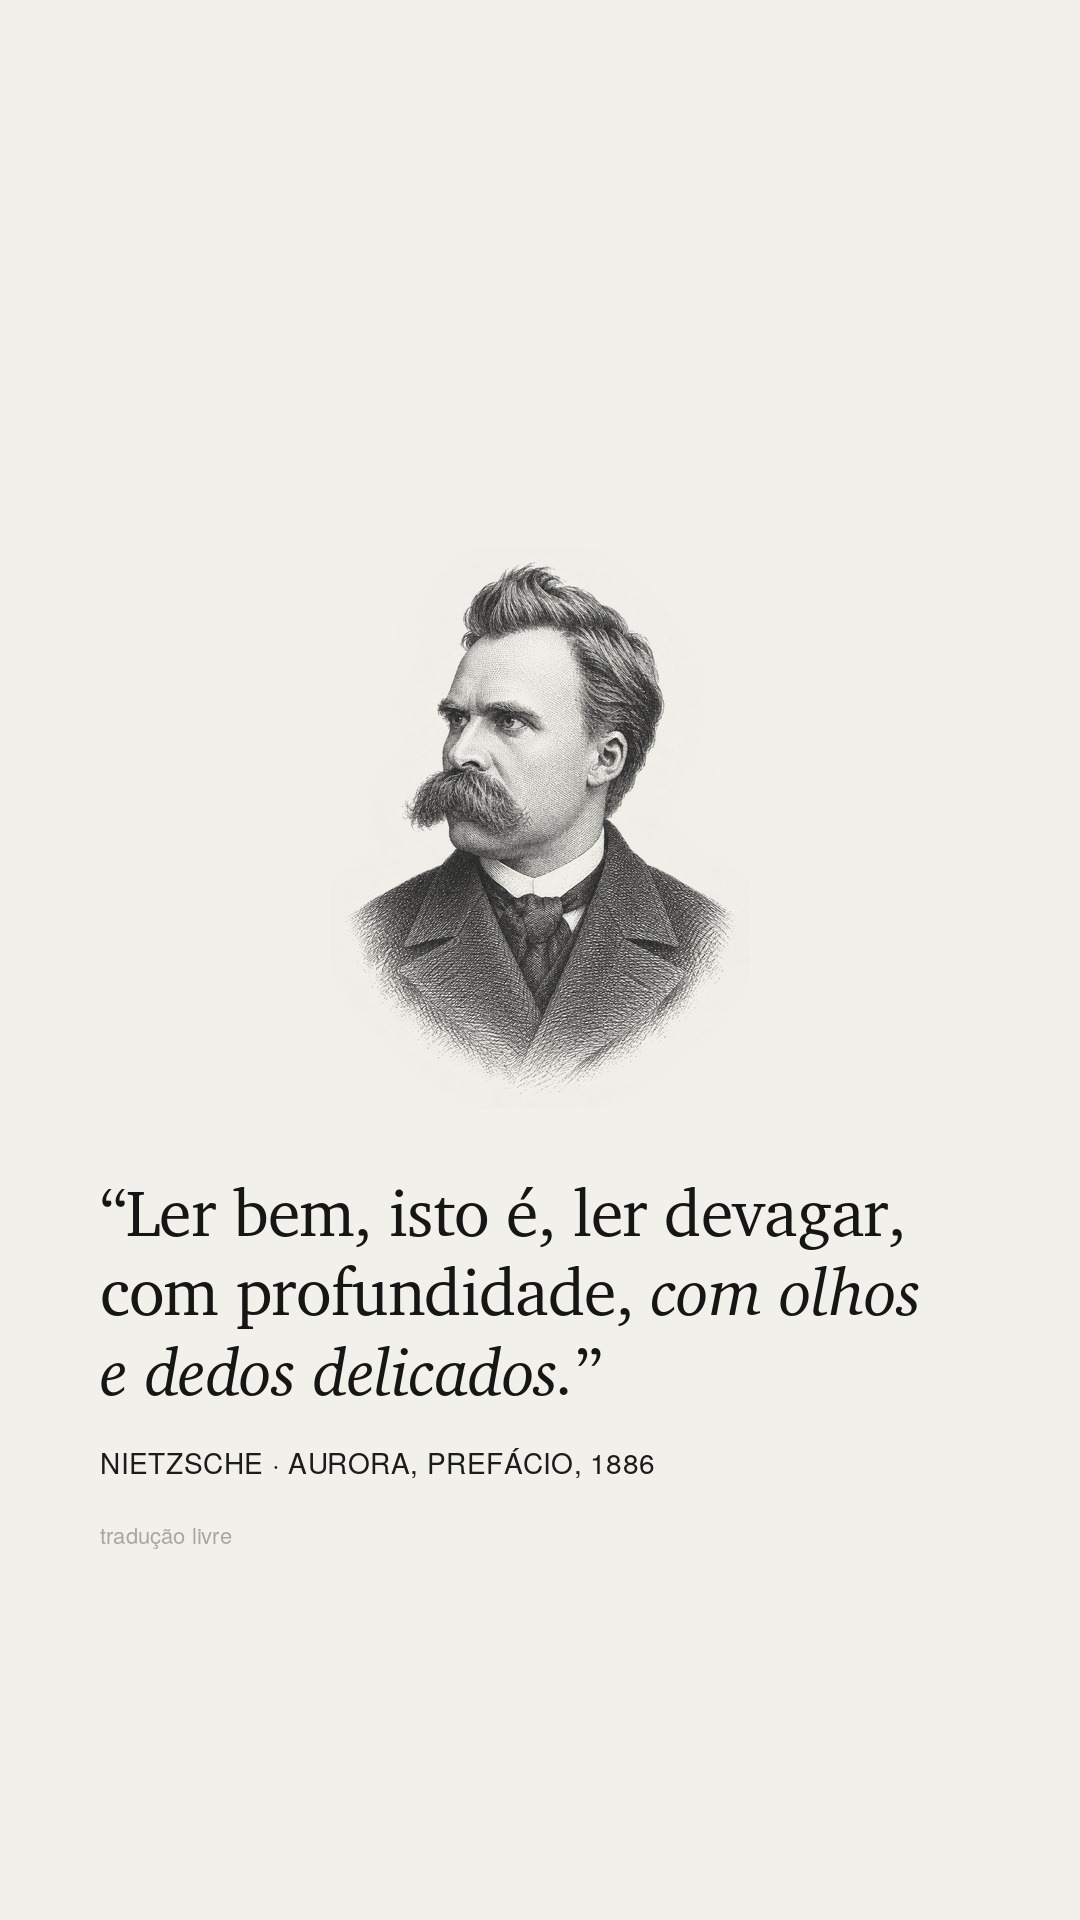 “Ler bem, isto é, ler devagar,
com profundidade, com olhos
e dedos delicados.”
NIETZSCHE · AURORA, PREFÁCIO, 1886
tradução livre